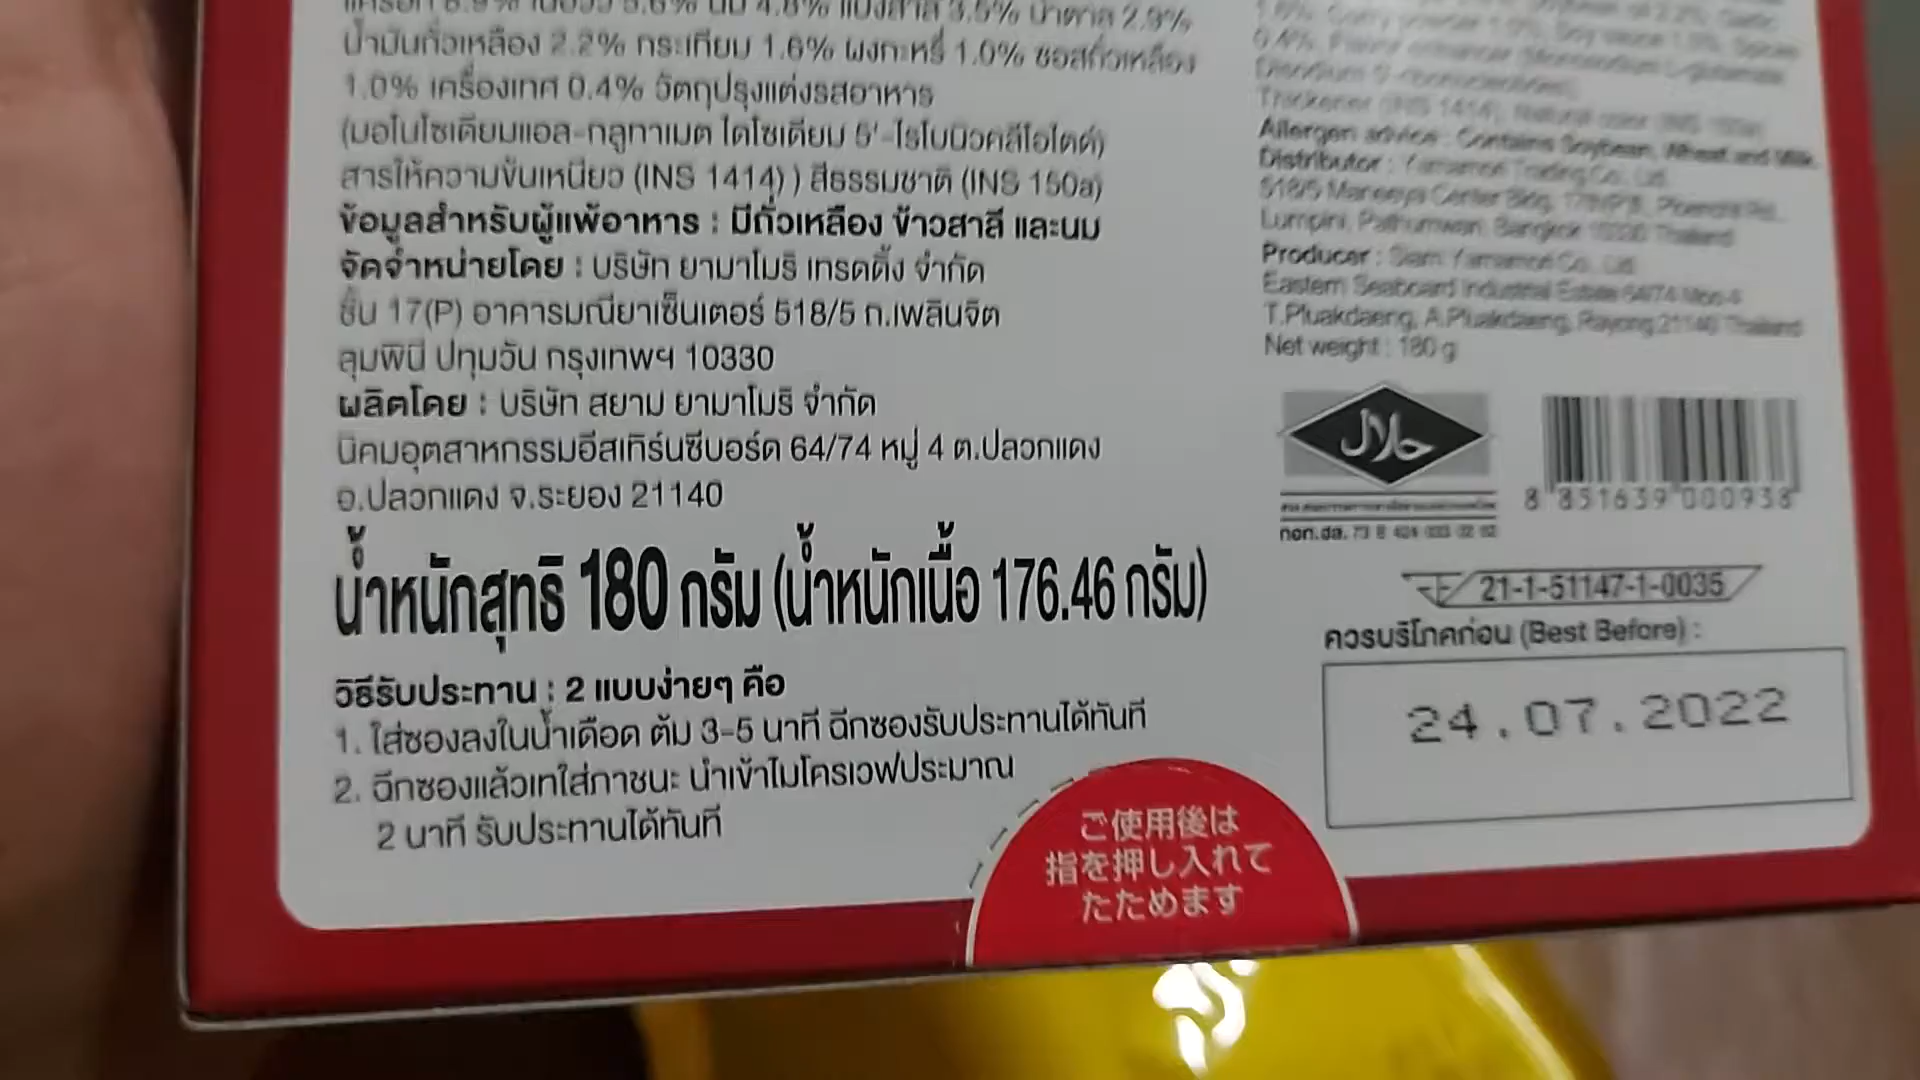 น้ำมันถั่วเหลือง 2.2% กระเทียม 1.6% ผงกะหรี่ 1.0% ซอสถั่วเหลือง
1.0% เครื่องเทศ 0.4% วัตถุปรุงแต่งรสอาหาร
(มอโนโซเดียมแอล-กลูทาเมต ไดโซเดียม 5'-ไรโบนิวคลีโอไตด์)
สารให้ความข้นเหนียว (INS 1414) ) สีธรรมชาติ (INS 150a)
ข้อมูลสำหรับผู้แพ้อาหาร : มีถั่วเหลือง ข้าวสาลี และนม
จัดจำหน่ายโดย : บริษัท ยามาโมริ เทรดดิ้ง จำกัด
ชั้น 17(P) อาคารมณียาเซ็นเตอร์ 518/5 ถ.เพลินจิต
ลุมพินี ปทุมวัน กรุงเทพฯ 10330
ผลิตโดย : บริษัท สยาม ยามาโมริ จำกัด
นิคมอุตสาหกรรมอีสเทิร์นซีบอร์ด 64/74 หมู่ 4 ต.ปลวกแดง
อ.ปลวกแดง จ.ระยอง 21140
น้ำหนักสุทธิ 180 กรัม (น้ำหนักเนื้อ 176.46 กรัม)
วิธีรับประทาน : 2 แบบง่ายๆ คือ
1. ใส่ซองลงในน้ำเดือด ต้ม 3-5 นาที ฉีกซองรับประทานได้ทันที
2. ฉีกซองแล้วเทใส่ภาชนะ นำเข้าไมโครเวฟประมาณ
2 นาที รับประทานได้ทันที
Allergen advice : Contains Soybean, Wheat and Milk.
Distributor : Yamamori Trading Co., Ltd.
Lumpini, Pathumwan, Bangkok 10330 Thailand
Producer : Siam Yamamori Co., Ltd.
Eastern Seaboard Industrial Estate 64/74 Moo 4
T.Pluakdaeng, A.Pluakdaeng, Rayong 21140 Thailand
Net weight : 180 g
حلال
8 851639 000938
21-1-51147-1-0035
ควรบริโภคก่อน (Best Before) :
24.07.2022
ご使用後は
指を押し入れて
たためます